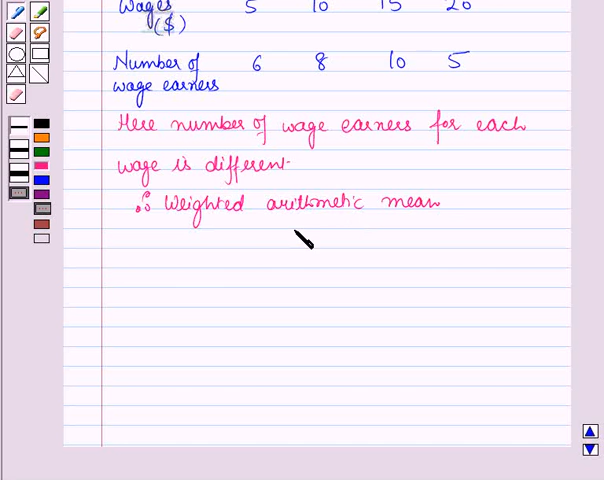 Wages 5 10 15 20
($)
Number of 6 8 10 5
wage earners
Here number of wage earners for each
wage is different.
∴ Weighted arithmetic mean